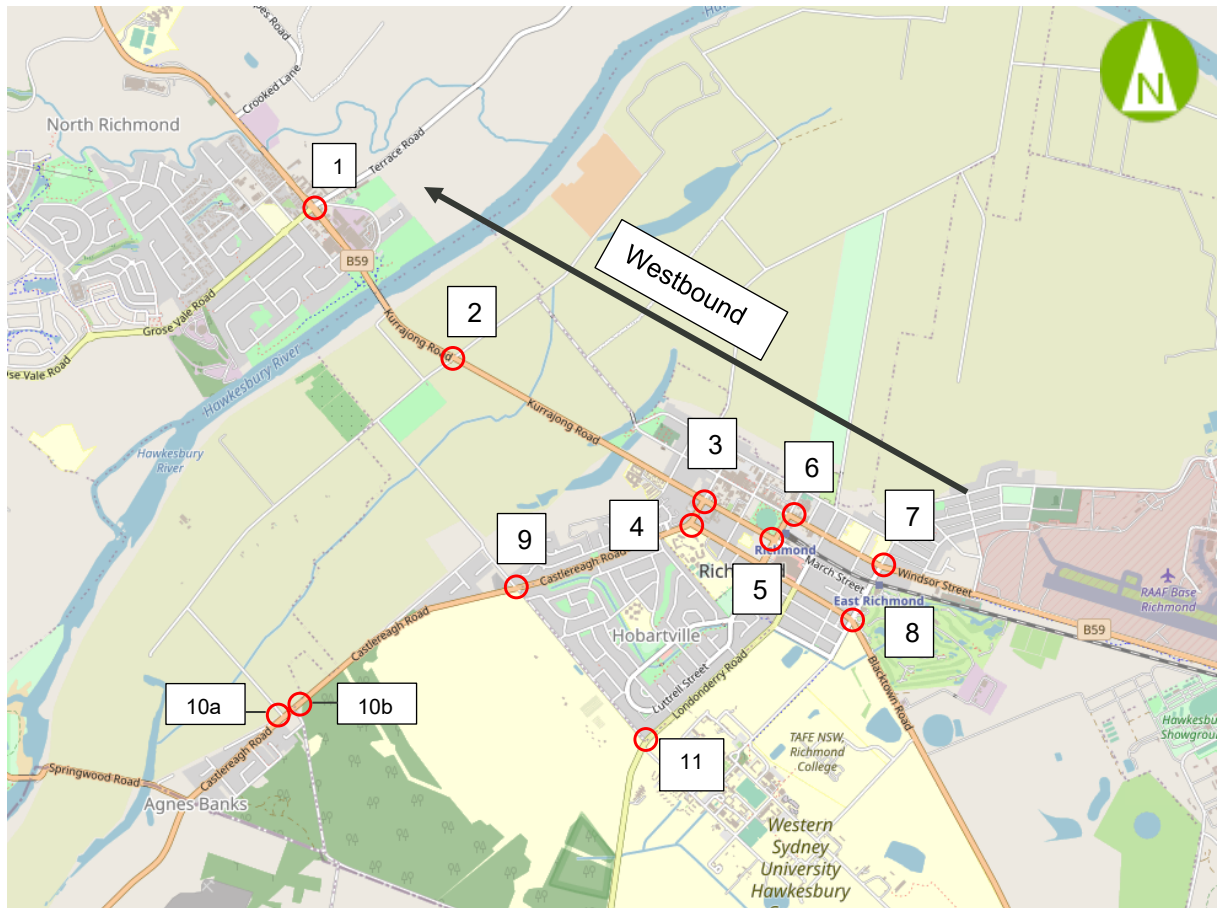 Crooked Lane
North Richmond
N
1
Terrace Road
Westbound
B59
2
Grose Vale Road
Kurrajong Road
Hawkesbury River
Vale Road
Kurrajong Road
3
6
Hawkesbury
River
9
4
7
Richmond
Castlereagh Road
March Street
Windsor Street
RAAF Base
Richmond
East Richmond
5
Hobartville
8
B59
Castlereagh Road
Luttrell Street
Londonderry Road
Blacktown Road
10a
10b
Showground
TAFE NSW,
Richmond
College
11
Castlereagh Road
Springwood Road
Agnes Banks
Western
Sydney
University
Hawkesbury